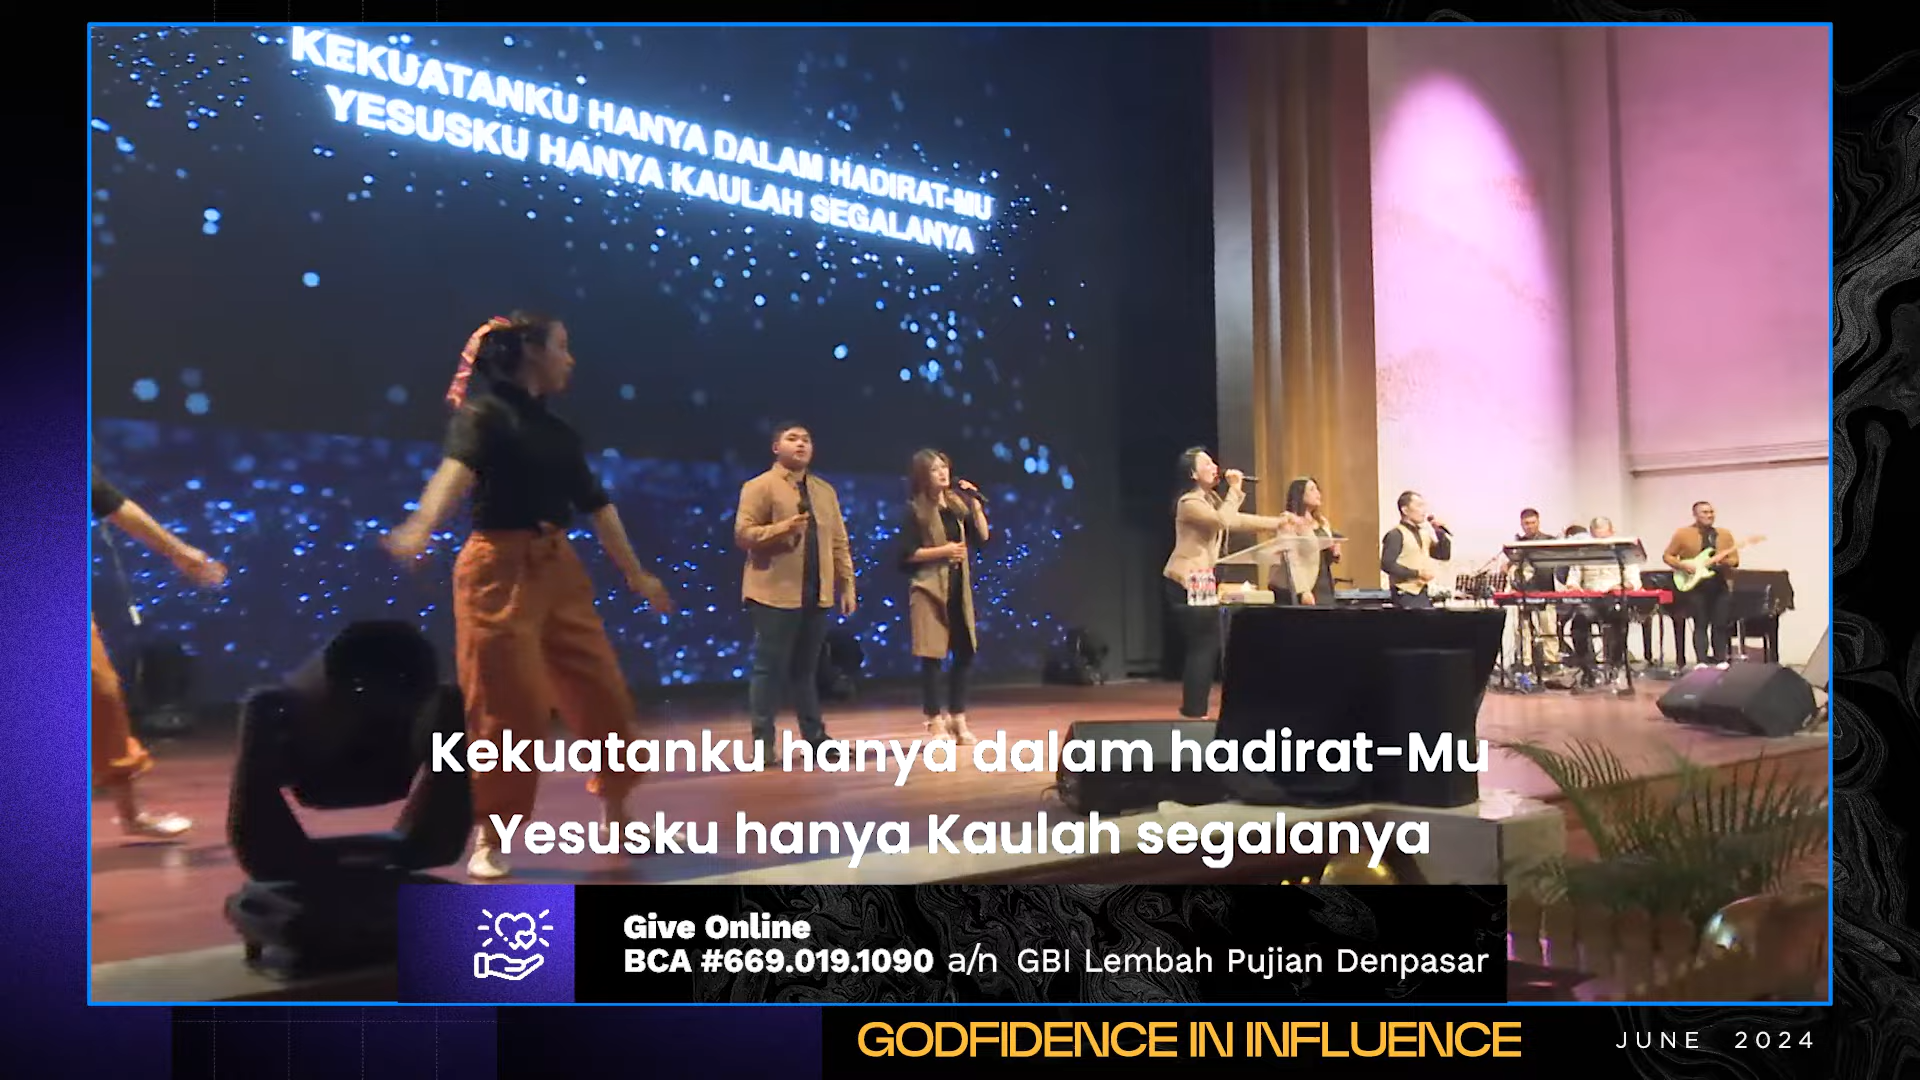 KEKUATANKU HANYA DALAM HADIRAT-MU
YESUSKU HANYA KAULAH SEGALANYA
Kekuatanku hanya dalam hadirat-Mu
Yesusku hanya Kaulah segalanya
Give Online
BCA #669.019.1090 a/n GBI Lembah Pujian Denpasar
GODFIDENCE IN INFLUENCE
JUNE 2024